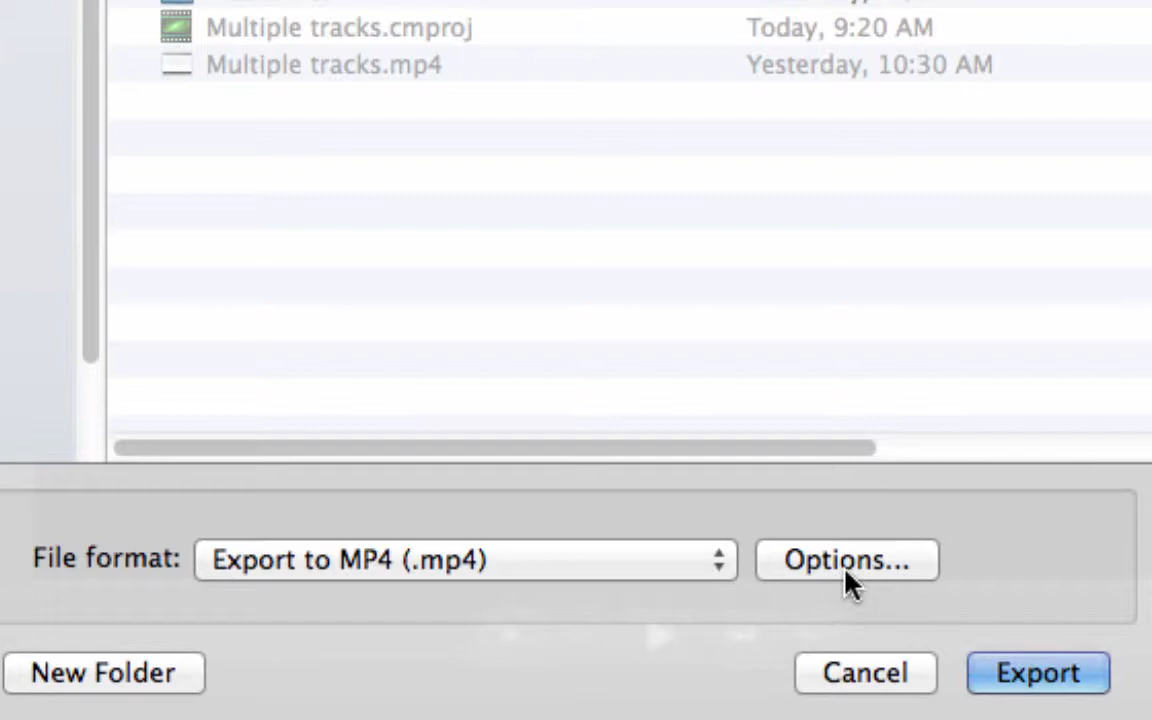 Multiple tracks.cmproj Today, 9:20 AM
Multiple tracks.mp4 Yesterday, 10:30 AM
File format: Export to MP4 (.mp4) Options...
New Folder Cancel Export